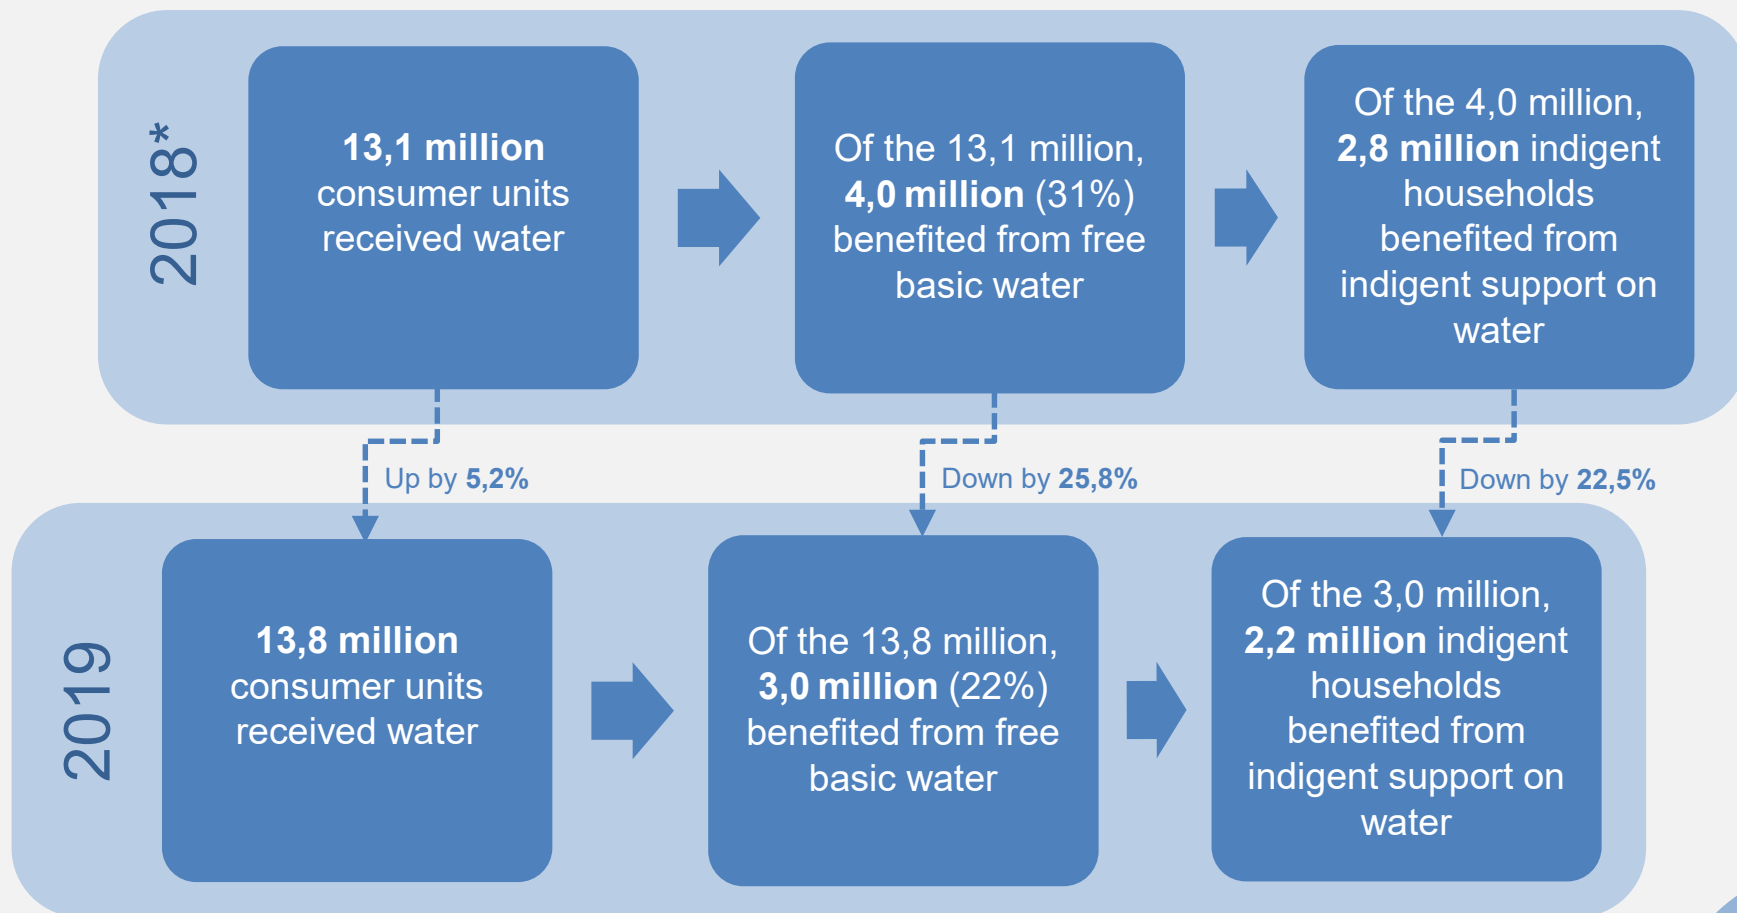 2018*
13,1 million
consumer units
received water
Of the 13,1 million,
4,0 million (31%)
benefited from free
basic water
Of the 4,0 million,
2,8 million indigent
households
benefited from
indigent support on
water
Up by 5,2%
Down by 25,8%
Down by 22,5%
2019
13,8 million
consumer units
received water
Of the 13,8 million,
3,0 million (22%)
benefited from free
basic water
Of the 3,0 million,
2,2 million indigent
households
benefited from
indigent support on
water